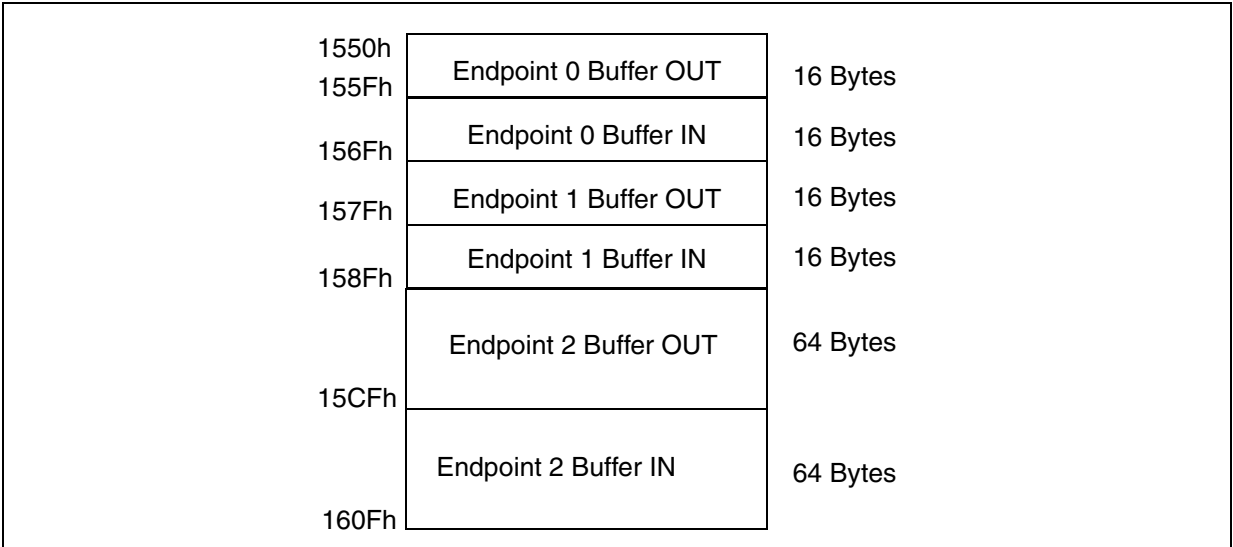 1550h
Endpoint 0 Buffer OUT
16 Bytes
155Fh
Endpoint 0 Buffer IN
16 Bytes
156Fh
Endpoint 1 Buffer OUT
16 Bytes
157Fh
Endpoint 1 Buffer IN
16 Bytes
158Fh
Endpoint 2 Buffer OUT
64 Bytes
15CFh
Endpoint 2 Buffer IN
64 Bytes
160Fh